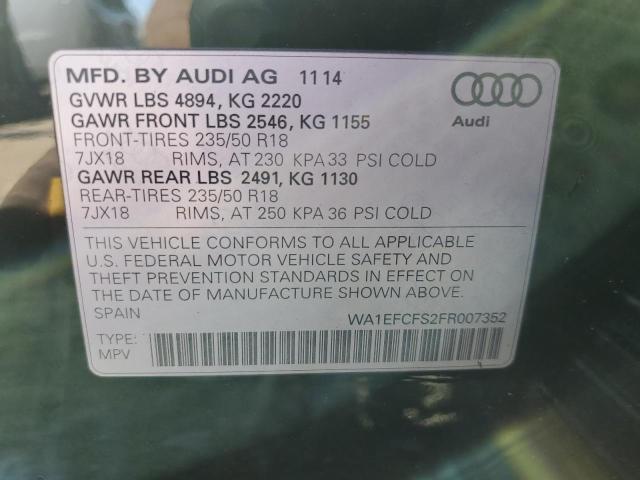 MFD. BY AUDI AG 11 14
GVWR LBS 4894, KG 2220
GAWR FRONT LBS 2546, KG 1155
FRONT-TIRES 235/50 R18
7JX18 RIMS, AT 230 KPA 33 PSI COLD
GAWR REAR LBS 2491, KG 1130
REAR-TIRES 235/50 R18
7JX18 RIMS, AT 250 KPA 36 PSI COLD
Audi
THIS VEHICLE CONFORMS TO ALL APPLICABLE
U.S. FEDERAL MOTOR VEHICLE SAFETY AND
THEFT PREVENTION STANDARDS IN EFFECT ON
THE DATE OF MANUFACTURE SHOWN ABOVE.
SPAIN WA1EFCFS2FR007352
TYPE:
MPV